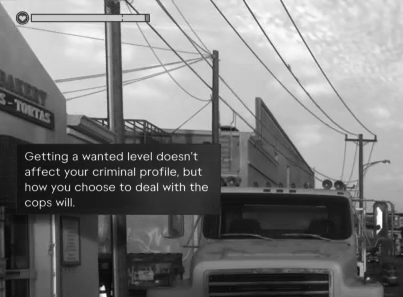 BAKERY
S - TORTAS
Getting a wanted level doesn't
affect your criminal profile, but
how you choose to deal with the
cops will.